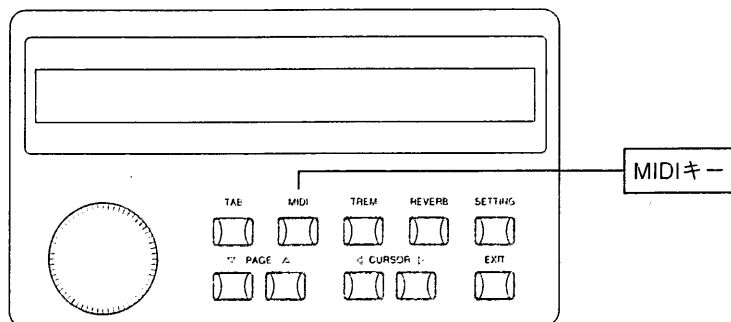 MIDIキー
TAB MIDI TREM REVERB SETTING
▽ PAGE △ ◁ CURSOR ▷ EXIT